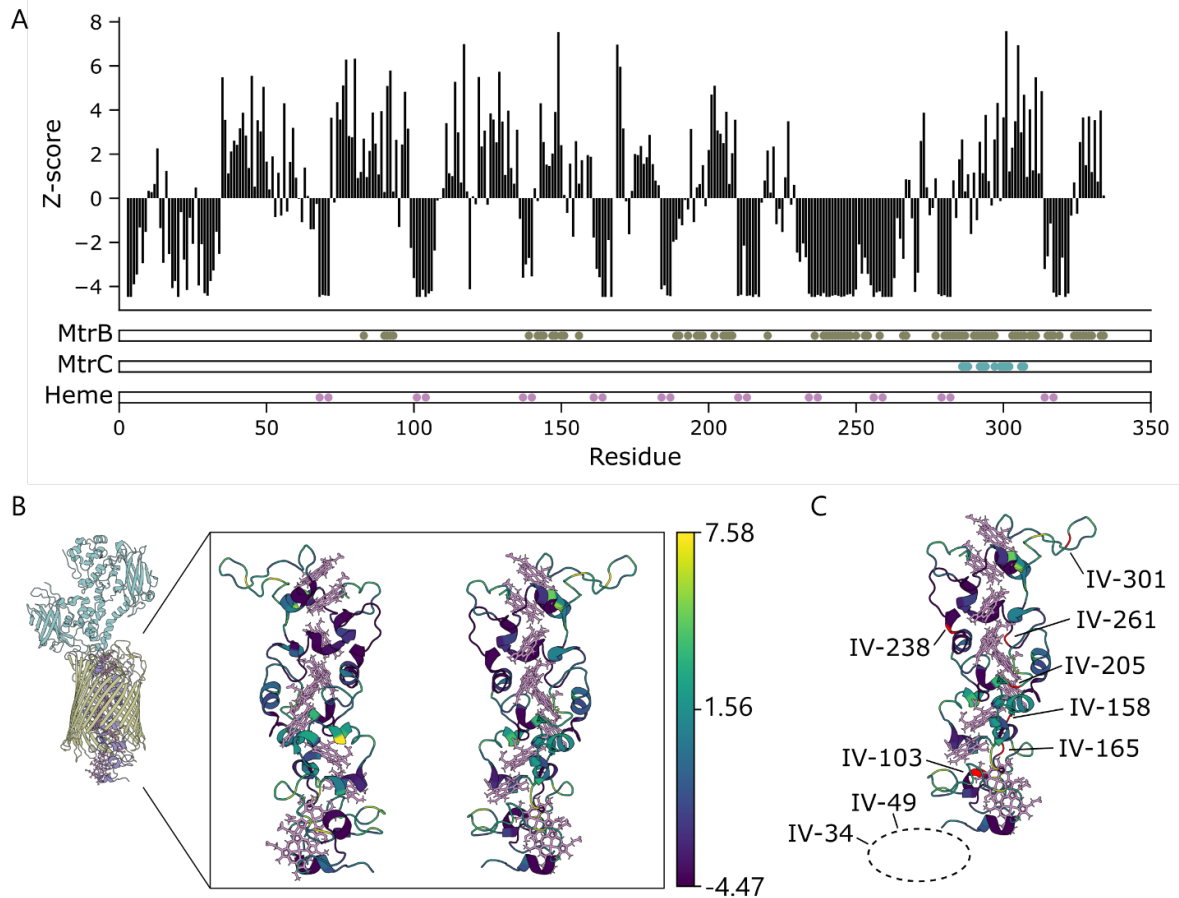 A
8
6
4
2
0
−2
−4
Z-score
MtrB
MtrC
Heme
0 50 100 150 200 250 300 350
Residue
B
7.58
1.56
-4.47
C
IV-301
IV-261
IV-238
IV-205
IV-158
IV-165
IV-103
IV-49
IV-34